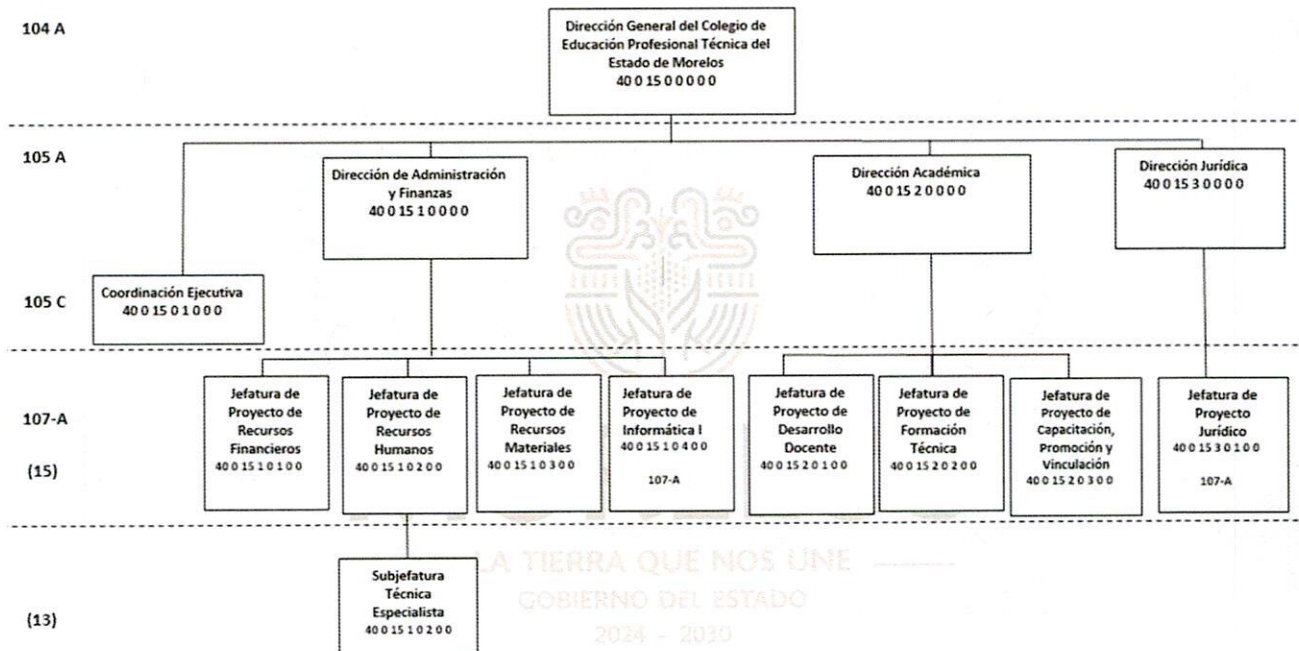 104 A
Dirección General del Colegio de
Educación Profesional Técnica del
Estado de Morelos
40 0 15 0 0 0 0 0
105 A
Dirección de Administración
y Finanzas
40 0 15 1 0 0 0 0
Dirección Académica
40 0 15 2 0 0 0 0
Dirección Jurídica
40 0 15 3 0 0 0 0
105 C
Coordinación Ejecutiva
40 0 15 0 1 0 0 0
107-A
(15)
Jefatura de
Proyecto de
Recursos
Financieros
40 0 15 1 0 1 0 0
Jefatura de
Proyecto de
Recursos
Humanos
40 0 15 1 0 2 0 0
Jefatura de
Proyecto de
Recursos
Materiales
40 0 15 1 0 3 0 0
Jefatura de
Proyecto de
Informática I
40 0 15 1 0 4 0 0
107-A
Jefatura de
Proyecto de
Desarrollo
Docente
40 0 15 2 0 1 0 0
Jefatura de
Proyecto de
Formación
Técnica
40 0 15 2 0 2 0 0
Jefatura de
Proyecto de
Capacitación,
Promoción y
Vinculación
40 0 15 2 0 3 0 0
Jefatura de
Proyecto
Jurídico
40 0 15 3 0 1 0 0
107-A
(13)
Subjefatura
Técnica
Especialista
40 0 15 1 0 2 0 0
LA TIERRA QUE NOS UNE
GOBIERNO DEL ESTADO
2024 - 2030